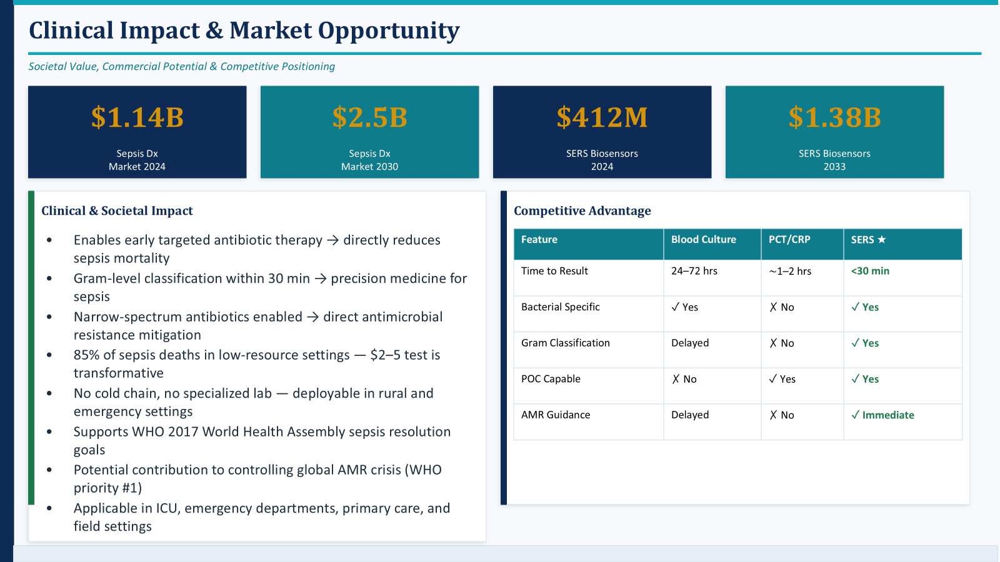 Clinical Impact & Market Opportunity
Societal Value, Commercial Potential & Competitive Positioning
$1.14B
Sepsis Dx
Market 2024
$2.5B
Sepsis Dx
Market 2030
$412M
SERS Biosensors
2024
$1.38B
SERS Biosensors
2033
Clinical & Societal Impact
• Enables early targeted antibiotic therapy → directly reduces
sepsis mortality
• Gram-level classification within 30 min → precision medicine for
sepsis
• Narrow-spectrum antibiotics enabled → direct antimicrobial
resistance mitigation
• 85% of sepsis deaths in low-resource settings — $2–5 test is
transformative
• No cold chain, no specialized lab — deployable in rural and
emergency settings
• Supports WHO 2017 World Health Assembly sepsis resolution
goals
• Potential contribution to controlling global AMR crisis (WHO
priority #1)
• Applicable in ICU, emergency departments, primary care, and
field settings
Competitive Advantage
Feature Blood Culture PCT/CRP SERS ★
Time to Result 24–72 hrs ~1–2 hrs <30 min
Bacterial Specific ✓ Yes ✗ No ✓ Yes
Gram Classification Delayed ✗ No ✓ Yes
POC Capable ✗ No ✓ Yes ✓ Yes
AMR Guidance Delayed ✗ No ✓ Immediate